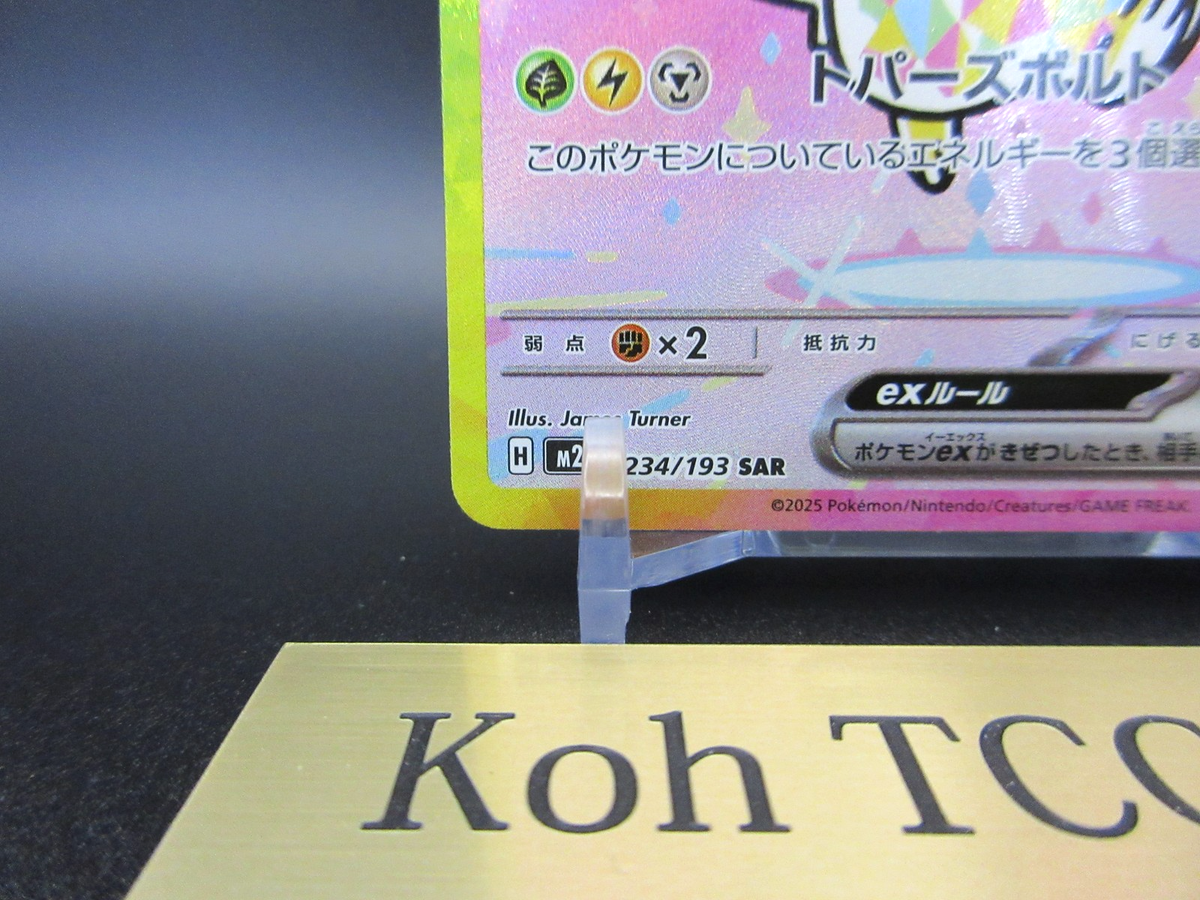 トパーズボルト
このポケモンについているエネルギーを3個選
弱点 ×2 抵抗力 にげる
exルール
Illus. James Turner
イーエックス
ポケモンexがきぜつしたとき、相手
H M2 234/193 SAR
©2025 Pokémon/Nintendo/Creatures/GAME FREAK.
Koh TCG